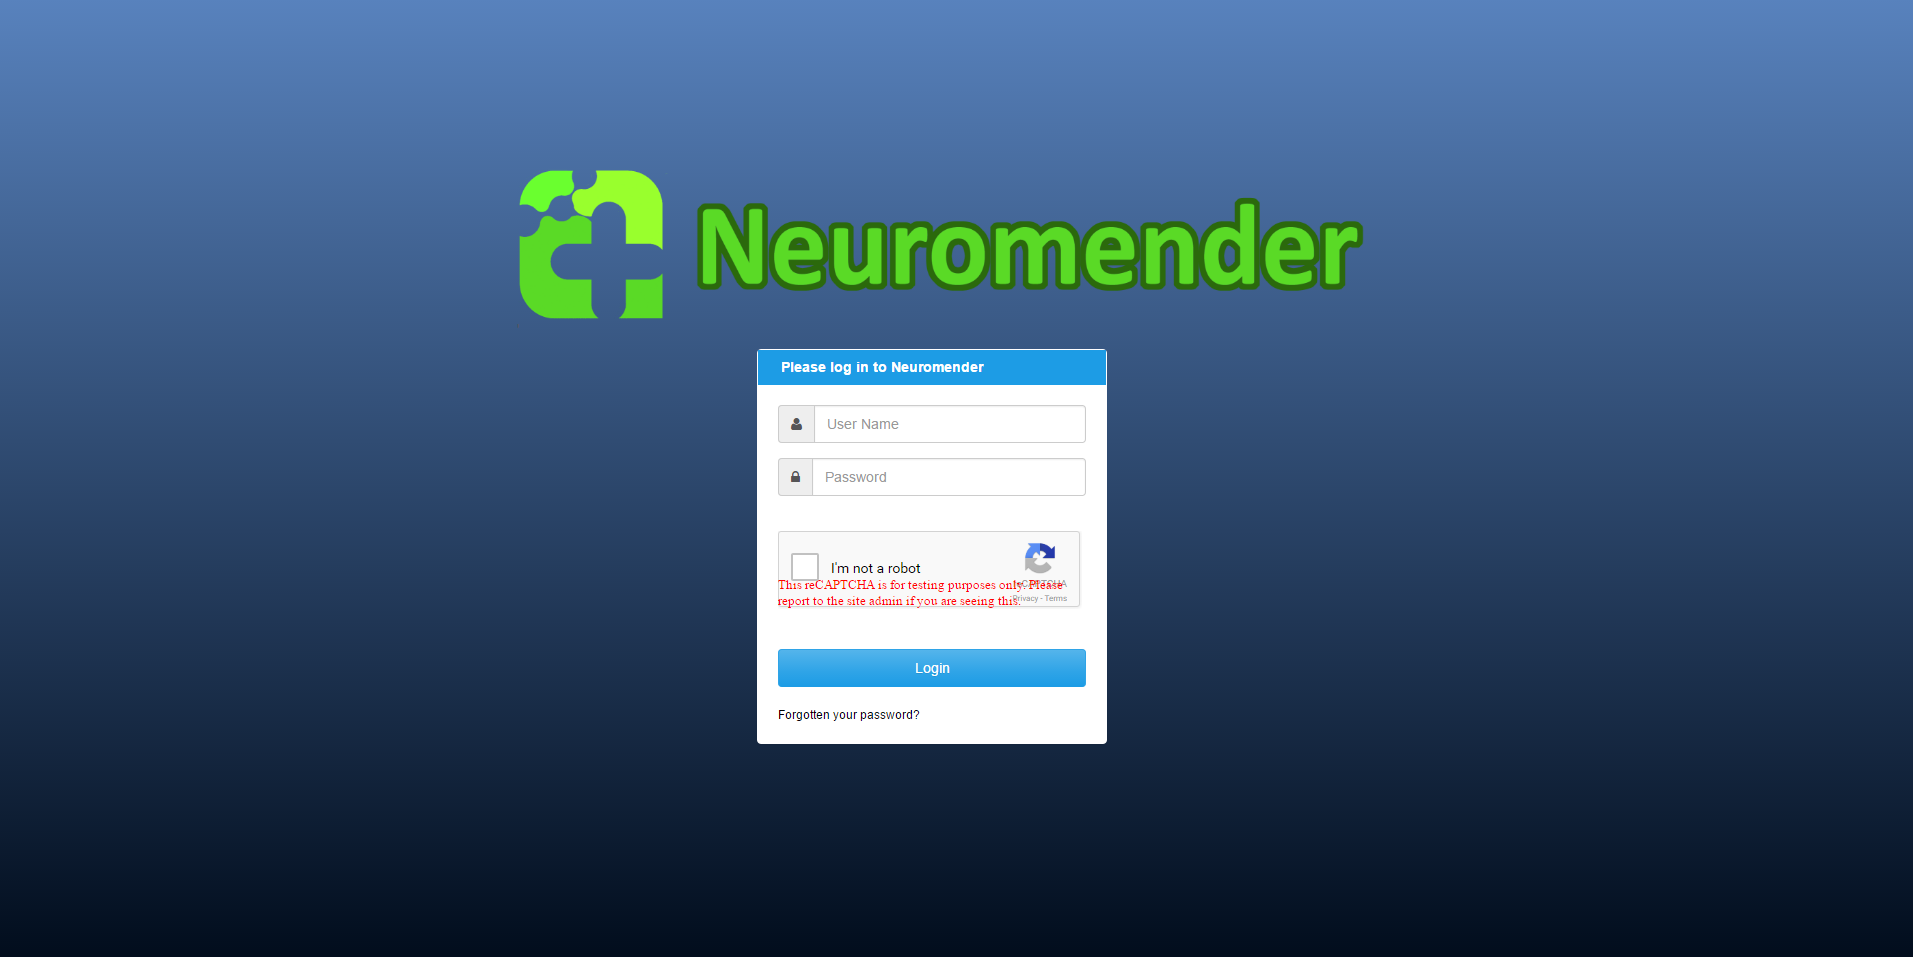 Neuromender
Please log in to Neuromender
User Name
Password
I'm not a robot
This reCAPTCHA is for testing purposes only. Please
report to the site admin if you are seeing this.
reCAPTCHA
Privacy - Terms
Login
Forgotten your password?